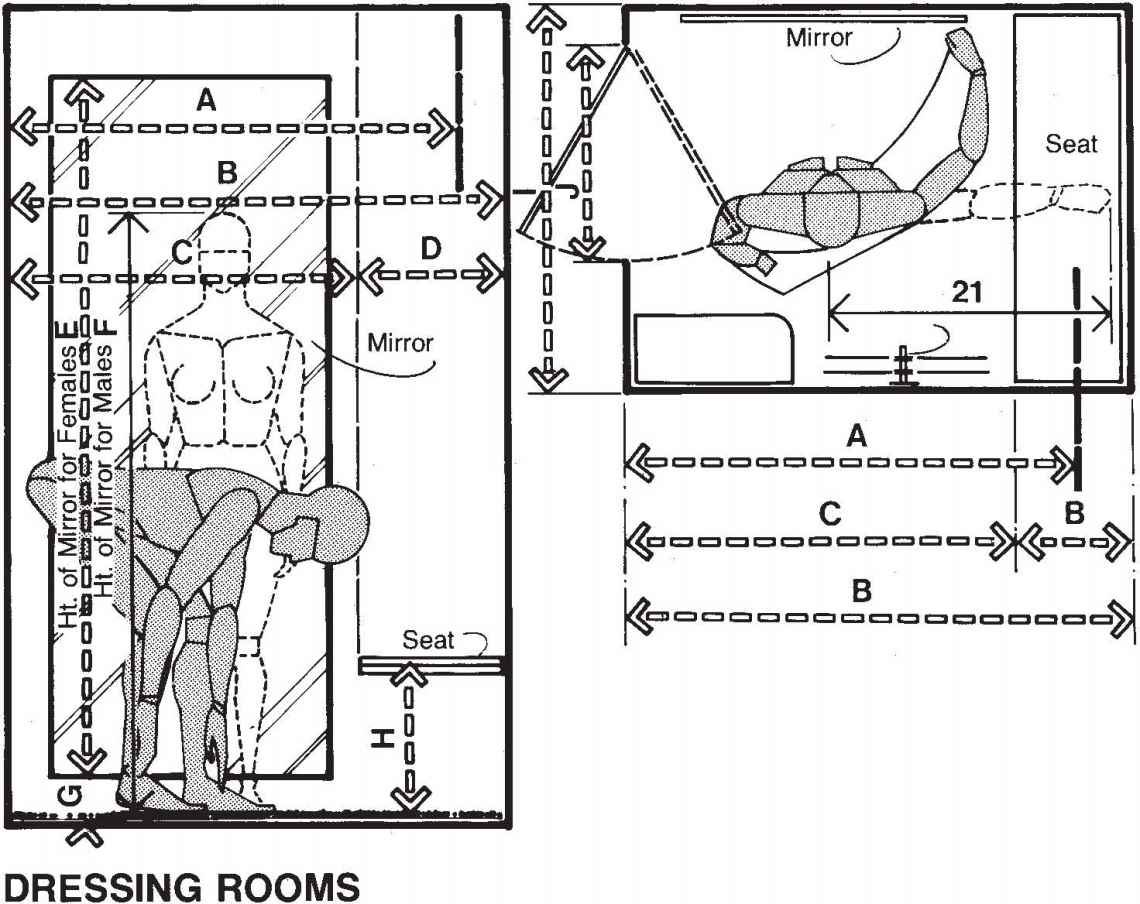 A
B
C
D
Mirror
Ht. of Mirror for Females E
Ht. of Mirror for Males F
Seat
H
G
Mirror
Seat
I
J
21
A
C
B
B
DRESSING ROOMS